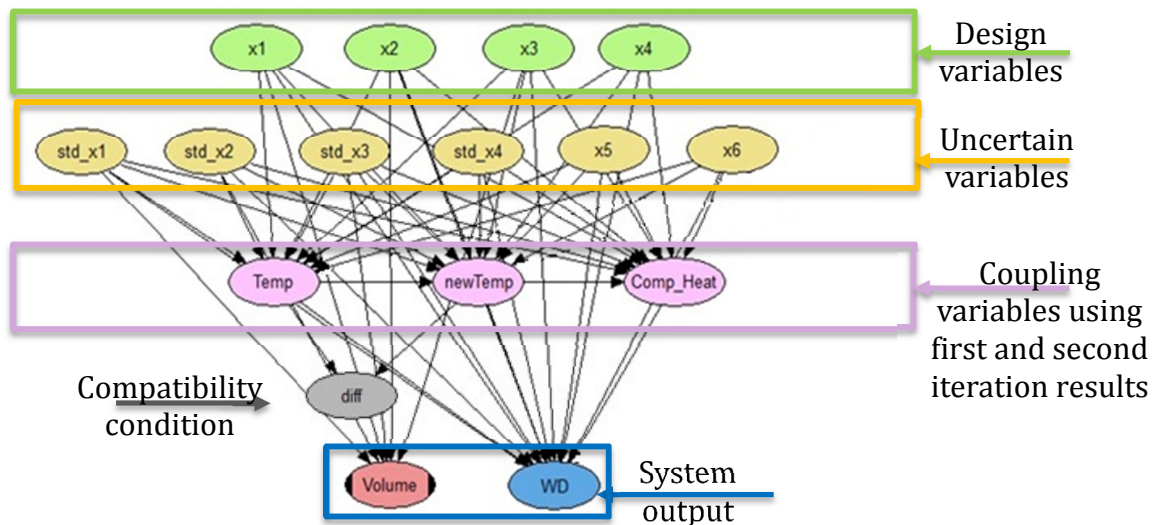 x1
x2
x3
x4
Design
variables
std_x1
std_x2
std_x3
std_x4
x5
x6
Uncertain
variables
Temp
newTemp
Comp_Heat
Coupling
variables using
first and second
iteration results
Compatibility
condition
diff
Volume
WD
System
output